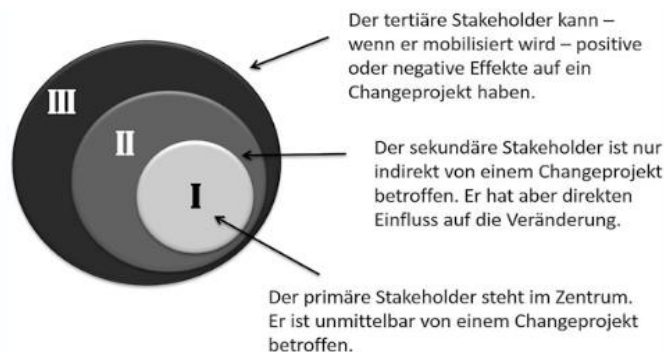 Der tertiäre Stakeholder kann –
wenn er mobilisiert wird – positive
oder negative Effekte auf ein
Changeprojekt haben.
III
II
Der sekundäre Stakeholder ist nur
indirekt von einem Changeprojekt
betroffen. Er hat aber direkten
Einfluss auf die Veränderung.
I
Der primäre Stakeholder steht im Zentrum.
Er ist unmittelbar von einem Changeprojekt
betroffen.